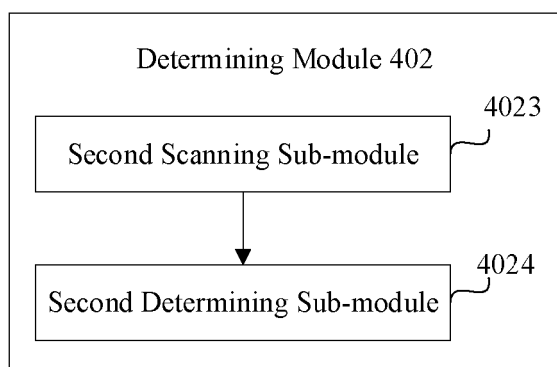 Determining Module 402
4023
Second Scanning Sub-module
4024
Second Determining Sub-module